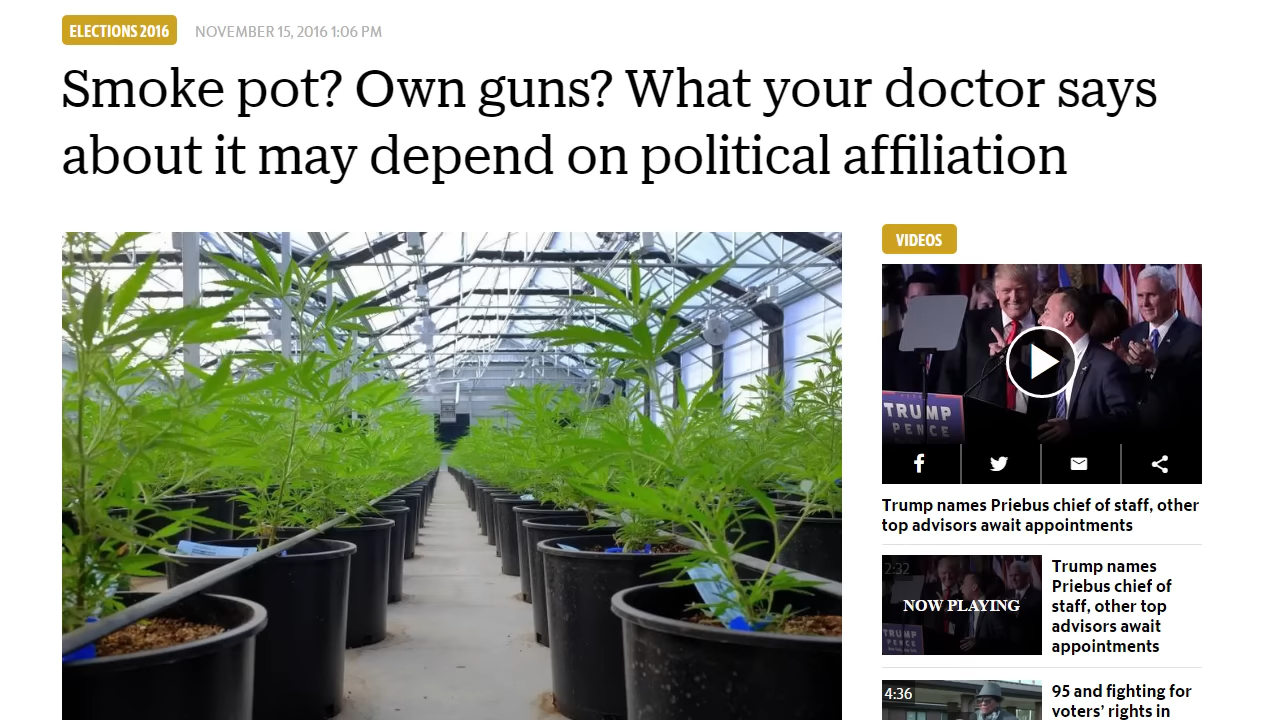 ELECTIONS 2016 NOVEMBER 15, 2016 1:06 PM
Smoke pot? Own guns? What your doctor says
about it may depend on political affiliation
VIDEOS
TRUMP
PENCE
Trump names Priebus chief of staff, other
top advisors await appointments
2:32
NOW PLAYING
TRUMP
PENCE
Trump names
Priebus chief of
staff, other top
advisors await
appointments
4:36
95 and fighting for
voters' rights in